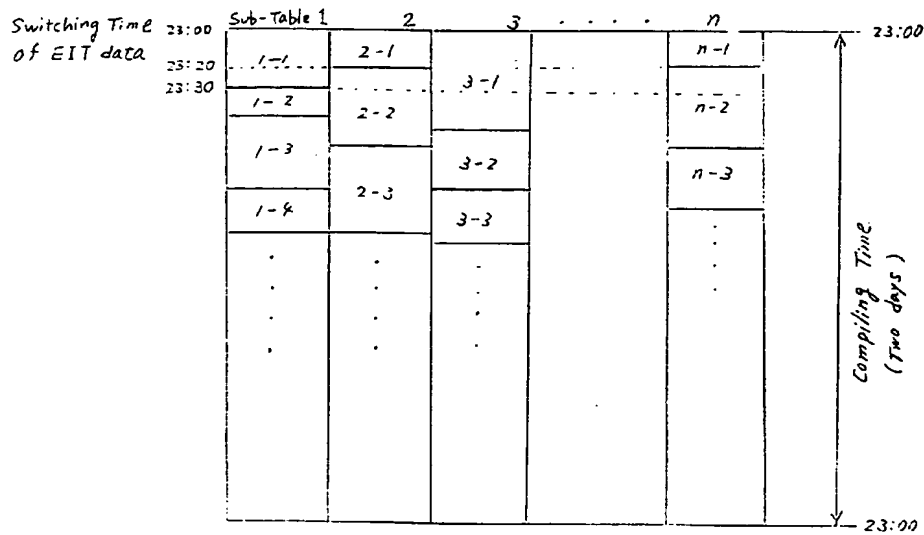 Switching Time
of EIT data
Sub-Table 1 2 3 . . . . n
23:00 23:00
23:20
23:30
1-1 2-1 3-1 n-1
1-2 2-2 n-2
1-3 2-3 3-2 n-3
1-4 3-3
Compiling Time
(Two days)
23:00